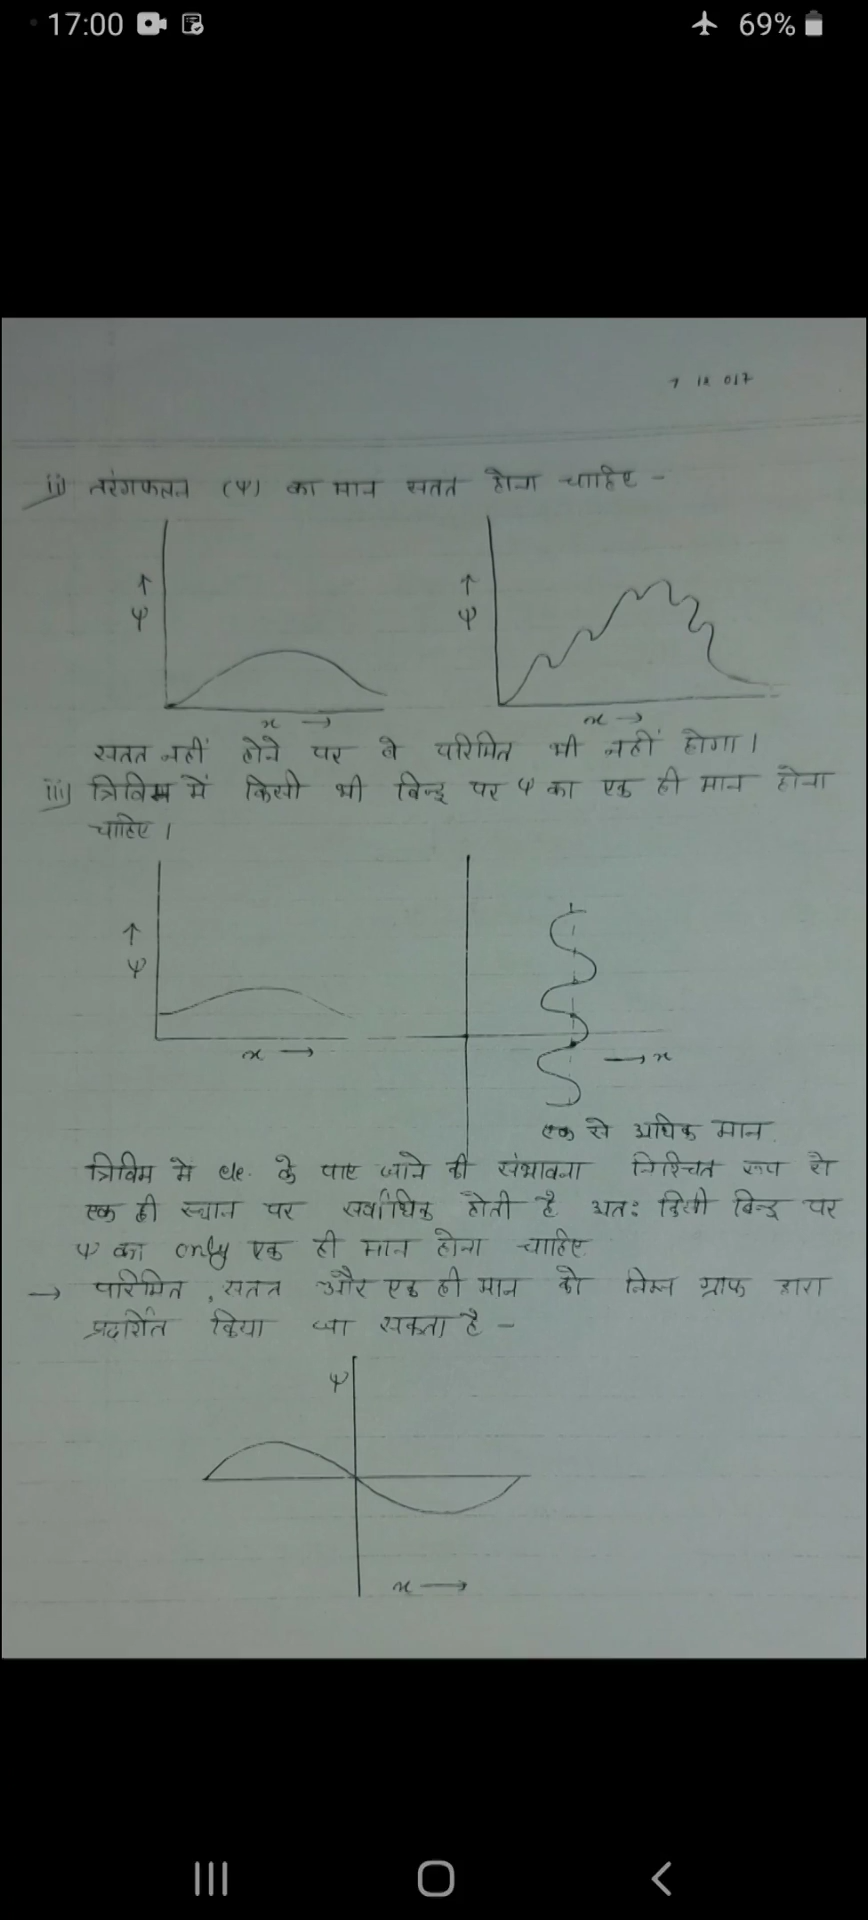 17:00
69%
ii) तरंगफलन (Ψ) का मान सतत होना चाहिए -
↑
Ψ
x →
↑
Ψ
x →
सतत नहीं होने पर वे परिमित भी नहीं होगा।
iii) त्रिविम में किसी भी बिन्दु पर Ψ का एक ही मान होना
चाहिए।
↑
Ψ
x →
→ x
एक से अधिक मान
त्रिविम मे ele. के पाए जाने की संभावना निश्चित रूप से
एक ही स्थान पर सर्वाधिक होती है अतः किसी बिन्दु पर
Ψ का only एक ही मान होना चाहिए
→ परिमित, सतत और एक ही मान को निम्न ग्राफ द्वारा
प्रदर्शित किया जा सकता है -
Ψ
x →